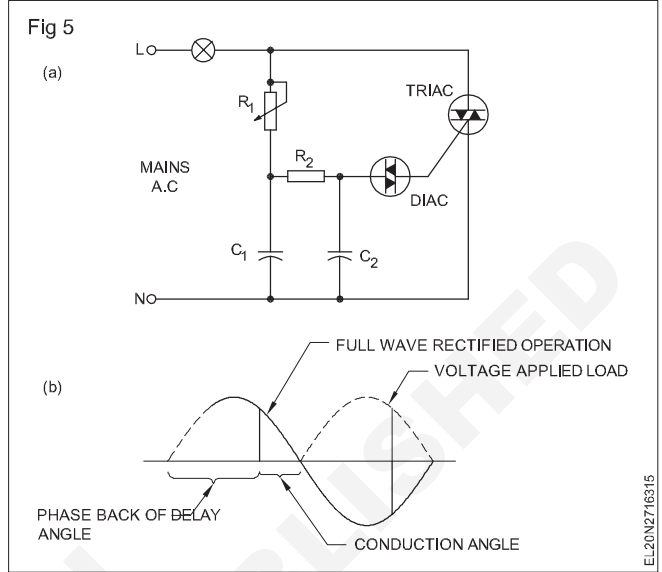 Fig 5
(a)
L
R1
TRIAC
MAINS
A.C
R2
DIAC
C1
C2
N
(b)
FULL WAVE RECTIFIED OPERATION
VOLTAGE APPLIED LOAD
PHASE BACK OF DELAY
ANGLE
CONDUCTION ANGLE
EL20N2716315